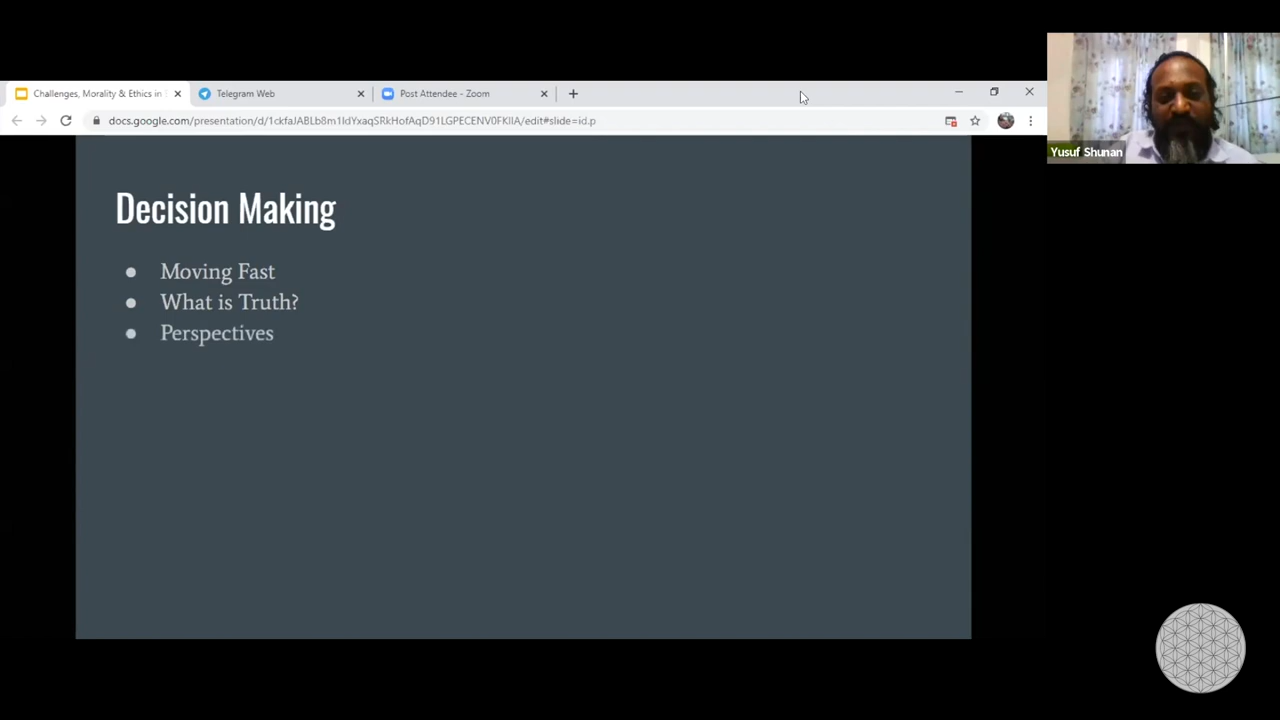 Challenges, Morality & Ethics in
Telegram Web
Post Attendee - Zoom
docs.google.com/presentation/d/1ckfaJABLb8m1IdYxaqSRkHofAqD91LGPECENV0FKIIA/edit#slide=id.p
Yusuf Shunan
Decision Making
Moving Fast
What is Truth?
Perspectives